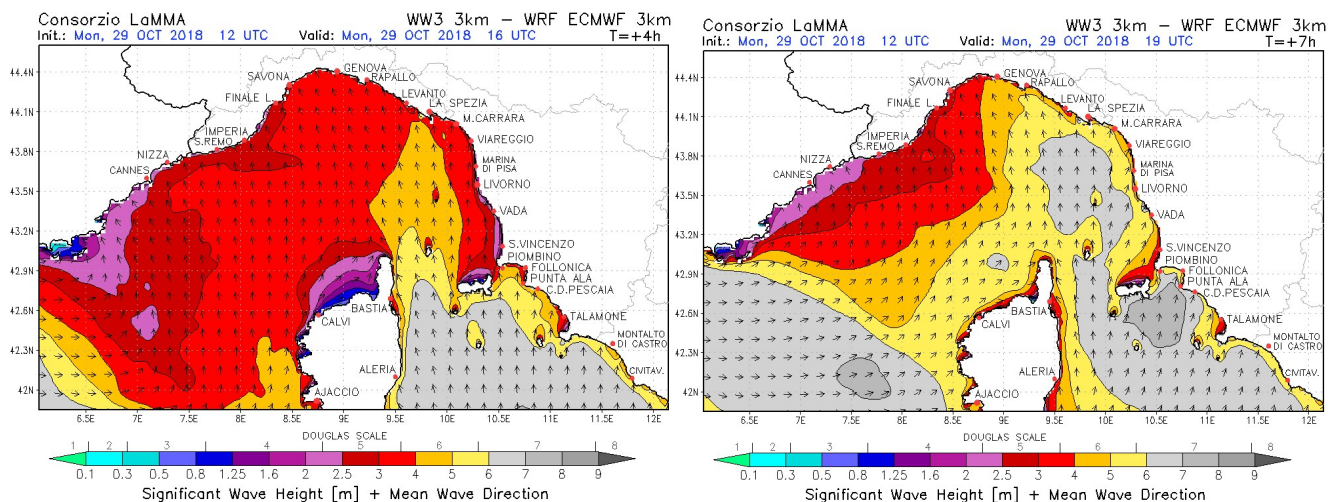 Consorzio LaMMA WW3 3km – WRF ECMWF 3km
Init.: Mon, 29 OCT 2018 12 UTC Valid: Mon, 29 OCT 2018 16 UTC T=+4h
44.4N
44.1N
43.8N
43.5N
43.2N
42.9N
42.6N
42.3N
42N
GENOVA
SAVONA
RAPALLO
FINALE L.
LEVANTO
LA SPEZIA
M.CARRARA
IMPERIA
S.REMO
VIAREGGIO
NIZZA
CANNES
MARINA
DI PISA
LIVORNO
VADA
S.VINCENZO
PIOMBINO
FOLLONICA
PUNTA ALA
C.D.PESCAIA
BASTIA
CALVI
TALAMONE
MONTALTO
DI CASTRO
ALERIA
CIVITAV.
AJACCIO
6.5E 7E 7.5E 8E 8.5E 9E 9.5E 10E 10.5E 11E 11.5E 12E
DOUGLAS SCALE
1 2 3 4 5 6 7 8
0.1 0.3 0.5 0.8 1.25 1.6 2 2.5 3 4 5 6 7 8 9
Significant Wave Height [m] + Mean Wave Direction
Consorzio LaMMA WW3 3km – WRF ECMWF 3km
Init.: Mon, 29 OCT 2018 12 UTC Valid: Mon, 29 OCT 2018 19 UTC T=+7h
44.4N
44.1N
43.8N
43.5N
43.2N
42.9N
42.6N
42.3N
42N
GENOVA
SAVONA
RAPALLO
FINALE L.
LEVANTO
LA SPEZIA
M.CARRARA
IMPERIA
S.REMO
VIAREGGIO
NIZZA
CANNES
MARINA
DI PISA
LIVORNO
VADA
S.VINCENZO
PIOMBINO
FOLLONICA
PUNTA ALA
C.D.PESCAIA
BASTIA
CALVI
TALAMONE
MONTALTO
DI CASTRO
ALERIA
CIVITAV.
AJACCIO
6.5E 7E 7.5E 8E 8.5E 9E 9.5E 10E 10.5E 11E 11.5E 12E
DOUGLAS SCALE
1 2 3 4 5 6 7 8
0.1 0.3 0.5 0.8 1.25 1.6 2 2.5 3 4 5 6 7 8 9
Significant Wave Height [m] + Mean Wave Direction